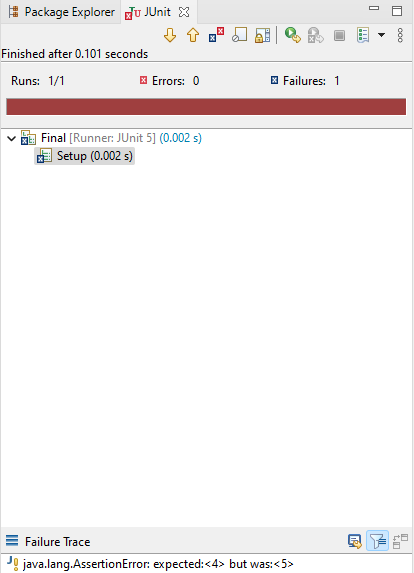 Package Explorer JUnit
Finished after 0.101 seconds
Runs: 1/1 Errors: 0 Failures: 1
Final [Runner: JUnit 5] (0.002 s)
Setup (0.002 s)
Failure Trace
java.lang.AssertionError: expected:<4> but was:<5>